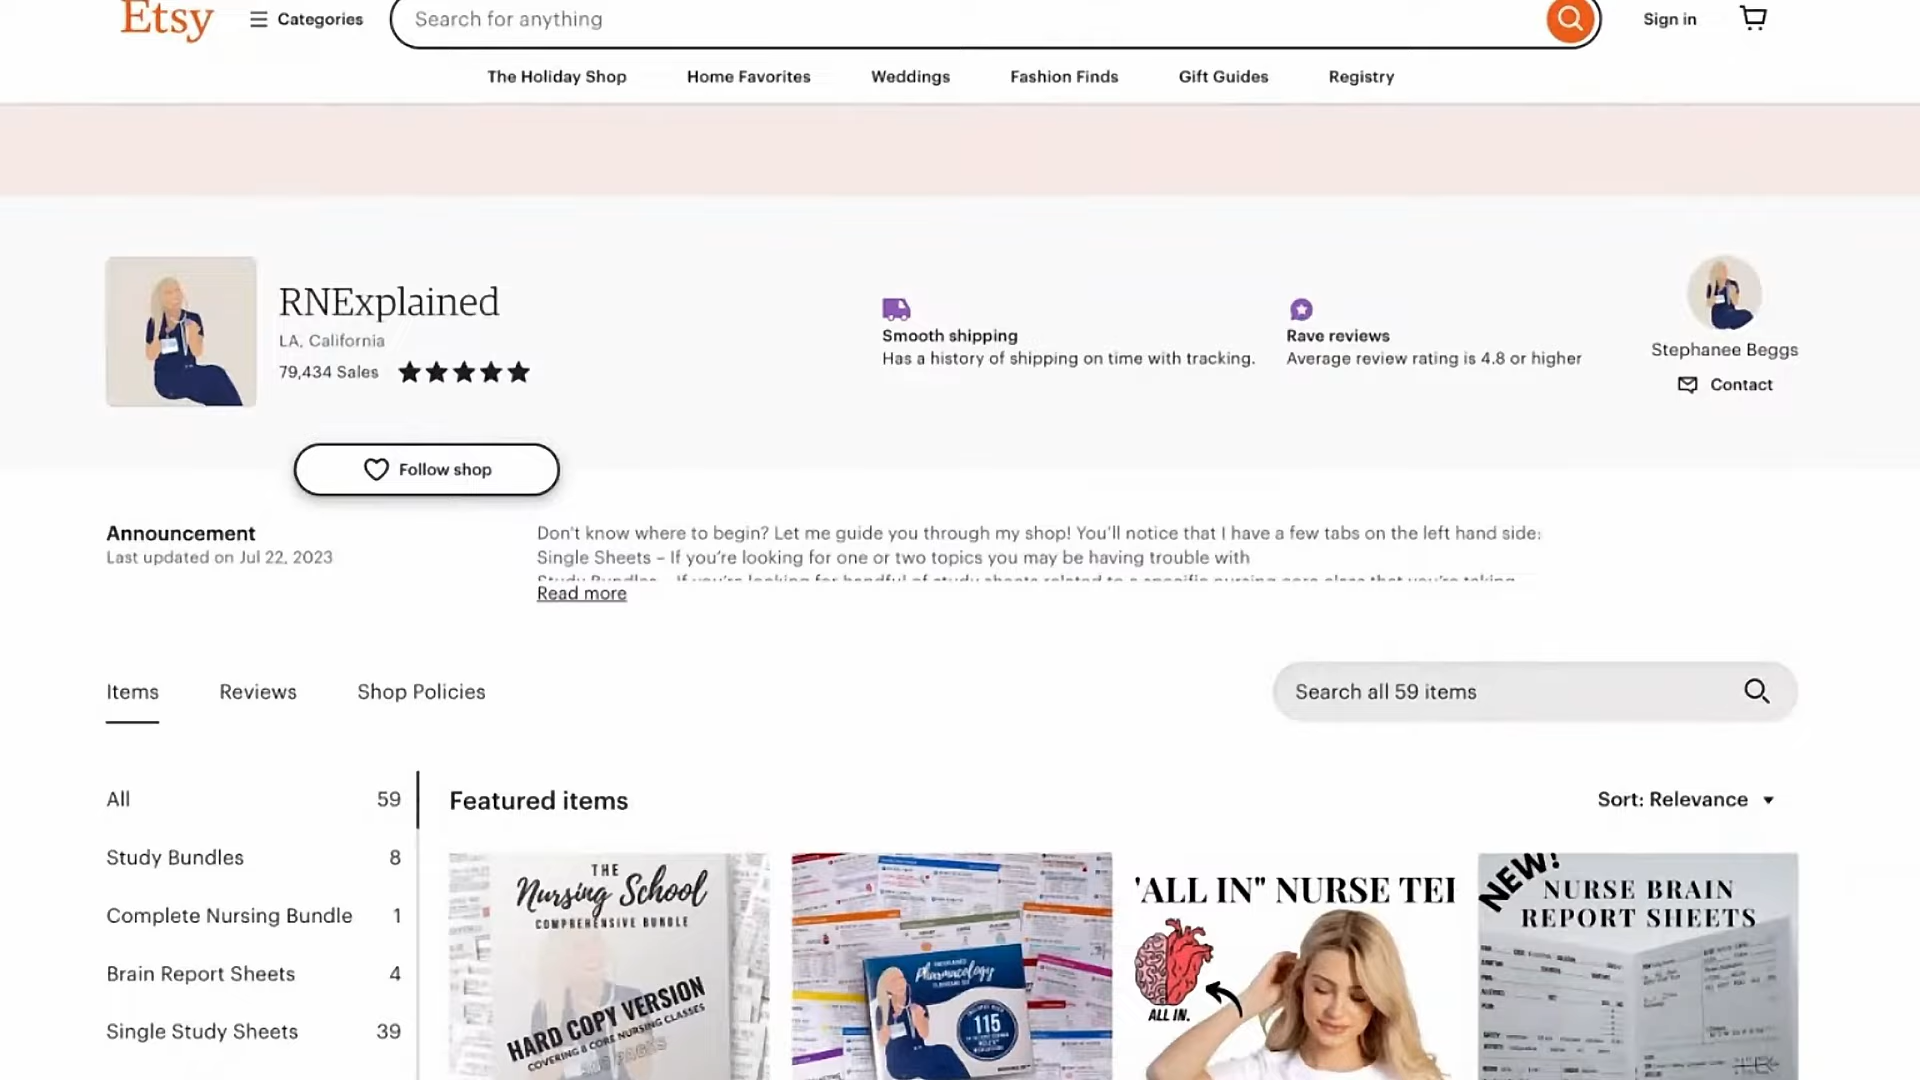 Etsy
Categories
Search for anything
Sign in
The Holiday Shop
Home Favorites
Weddings
Fashion Finds
Gift Guides
Registry
RNExplained
LA, California
79,434 Sales
Smooth shipping
Has a history of shipping on time with tracking.
Rave reviews
Average review rating is 4.8 or higher
Stephanee Beggs
Contact
Follow shop
Announcement
Last updated on Jul 22, 2023
Don't know where to begin? Let me guide you through my shop! You'll notice that I have a few tabs on the left hand side:
Single Sheets – If you're looking for one or two topics you may be having trouble with
Read more
Items
Reviews
Shop Policies
Search all 59 items
All 59
Study Bundles 8
Complete Nursing Bundle 1
Brain Report Sheets 4
Single Study Sheets 39
Featured items
Sort: Relevance
THE
Nursing School
COMPREHENSIVE BUNDLE
HARD COPY VERSION
COVERING 8 CORE NURSING CLASSES
Pharmacology
115
'ALL IN" NURSE TEE
ALL IN.
NEW!
NURSE BRAIN
REPORT SHEETS